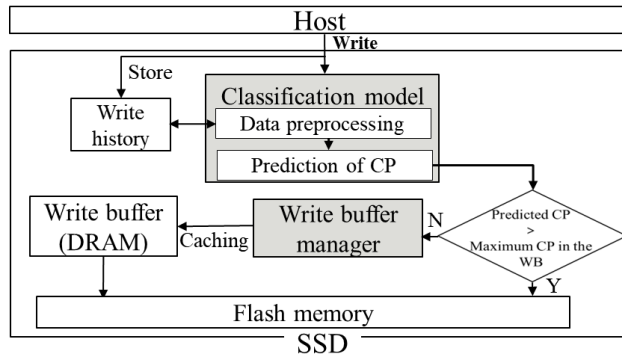 Host
Write
Store
Classification model
Write
history
Data preprocessing
Prediction of CP
Write buffer
(DRAM)
Caching
Write buffer
manager
N
Predicted CP
>
Maximum CP in the
WB
Y
Flash memory
SSD